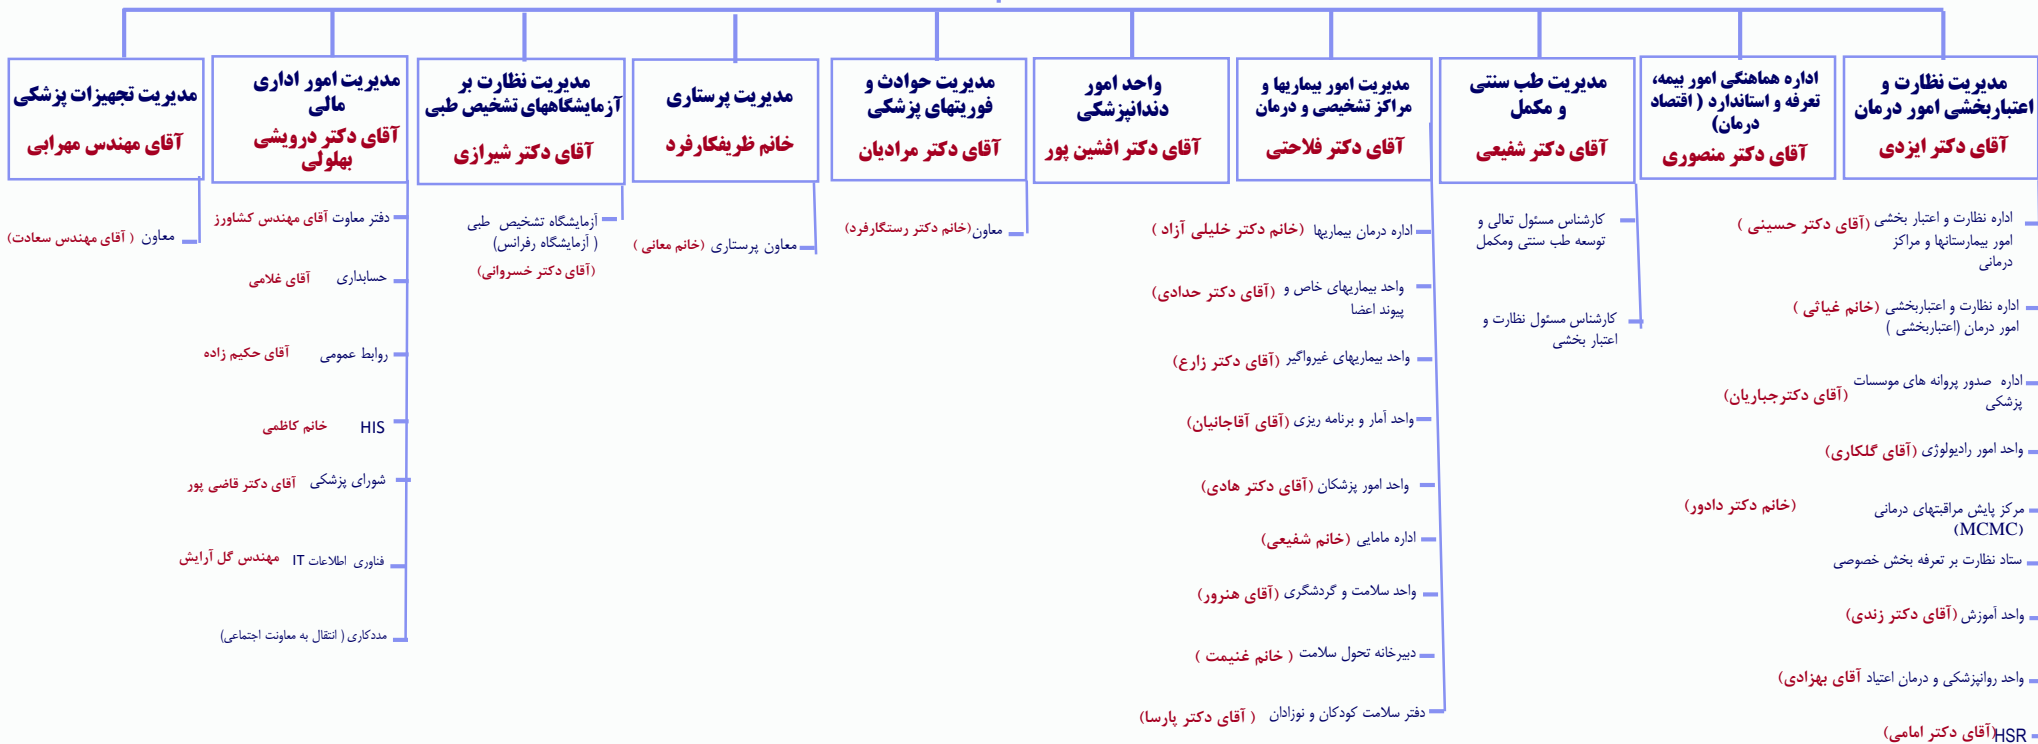 مدیریت نظارت و
اعتباربخشی امور درمان
آقای دکتر ایزدی
اداره نظارت و اعتبار بخشی (آقای دکتر حسینی )
امور بیمارستانها و مراکز
درمانی
اداره نظارت و اعتباربخشی (خانم غیاثی )
امور درمان (اعتباربخشی )
اداره صدور پروانه های موسسات (آقای دکترجباریان)
پزشکی
واحد امور رادیولوژی (آقای گلکاری)
مرکز پایش مراقبتهای درمانی (خانم دکتر دادور)
(MCMC)
ستاد نظارت بر تعرفه بخش خصوصی
واحد آموزش (آقای دکتر زندی)
واحد روانپزشکی و درمان اعتیاد آقای بهزادی)
HSR(آقای دکتر امامی)
اداره هماهنگی امور بیمه،
تعرفه و استاندارد ( اقتصاد
درمان)
آقای دکتر منصوری
مدیریت طب سنتی
و مکمل
آقای دکتر شفیعی
کارشناس مسئول تعالی و
توسعه طب سنتی ومکمل
کارشناس مسئول نظارت و
اعتبار بخشی
مدیریت امور بیماریها و
مراکز تشخیصی و درمان
آقای دکتر فلاحتی
اداره درمان بیماریها (خانم دکتر خلیلی آزاد )
واحد بیماریهای خاص و (آقای دکتر حدادی)
پیوند اعضا
واحد بیماریهای غیرواگیر (آقای دکتر زارع)
واحد آمار و برنامه ریزی (آقای آقاجانیان)
واحد امور پزشکان (آقای دکتر هادی)
اداره مامایی (خانم شفیعی)
واحد سلامت و گردشگری (آقای هنرور)
دبیرخانه تحول سلامت ( خانم غنیمت )
دفتر سلامت کودکان و نوزادان ( آقای دکتر پارسا)
واحد امور
دندانپزشکی
آقای دکتر افشین پور
مدیریت حوادث و
فوریتهای پزشکی
آقای دکتر مرادیان
معاون(خانم دکتر رستگارفرد)
مدیریت پرستاری
خانم ظریفکارفرد
معاون پرستاری (خانم معانی )
مدیریت نظارت بر
آزمایشگاههای تشخیص طبی
آقای دکتر شیرازی
آزمایشگاه تشخیص طبی
( آزمایشگاه رفرانس)
(آقای دکتر خسروانی)
مدیریت امور اداری
مالی
آقای دکتر درویشی
بهلولی
دفتر معاوت آقای مهندس کشاورز
حسابداری آقای غلامی
روابط عمومی آقای حکیم زاده
HIS خانم کاظمی
شورای پزشکی آقای دکتر قاضی پور
فناوری اطلاعات IT مهندس گل آرایش
مددکاری ( انتقال به معاونت اجتماعی)
مدیریت تجهیزات پزشکی
آقای مهندس مهرابی
معاون ( آقای مهندس سعادت)